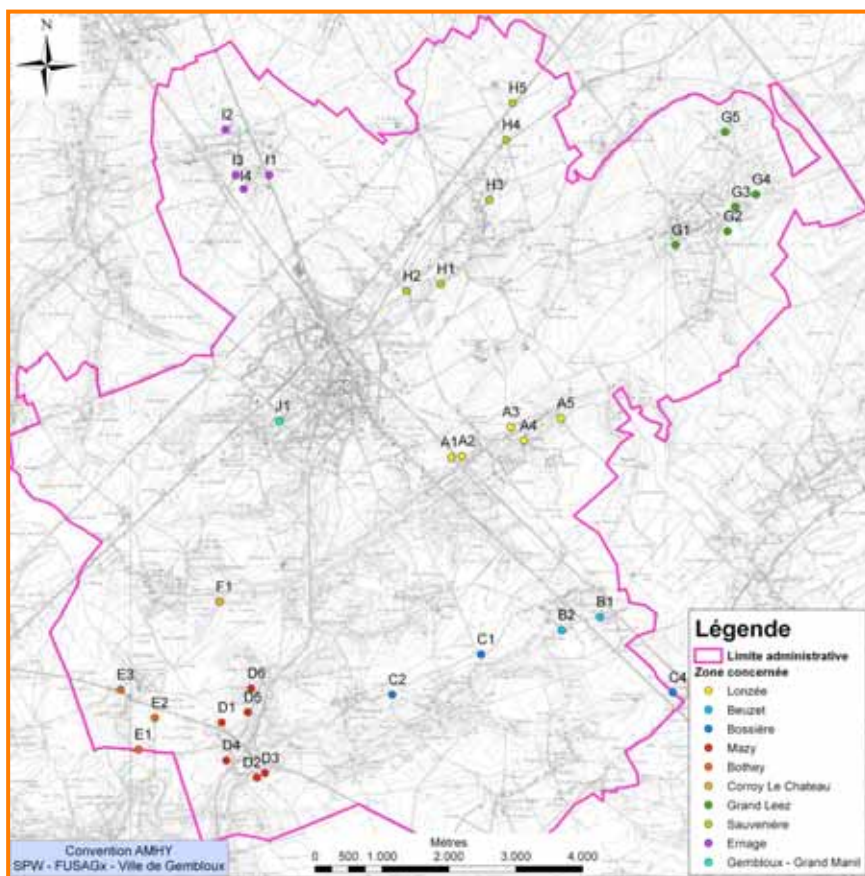 N
H5
I2
G5
H4
I3
I1
I4
G4
H3
G3
G2
G1
H1
H2
J1
A5
A3
A4
A1
A2
F1
B1
B2
C1
C4
C2
E3
D6
D5
E2
D1
E1
D4
D2
D3
Légende
Limite administrative
Zone concernée
Lonzée
Beuzet
Bossière
Mazy
Bothey
Corroy Le Chateau
Grand Leez
Sauvenière
Ernage
Gembloux - Grand Manil
Convention AMHY
SPW - FUSAGx - Ville de Gembloux
Mètres
0 500 1.000 2.000 3.000 4.000